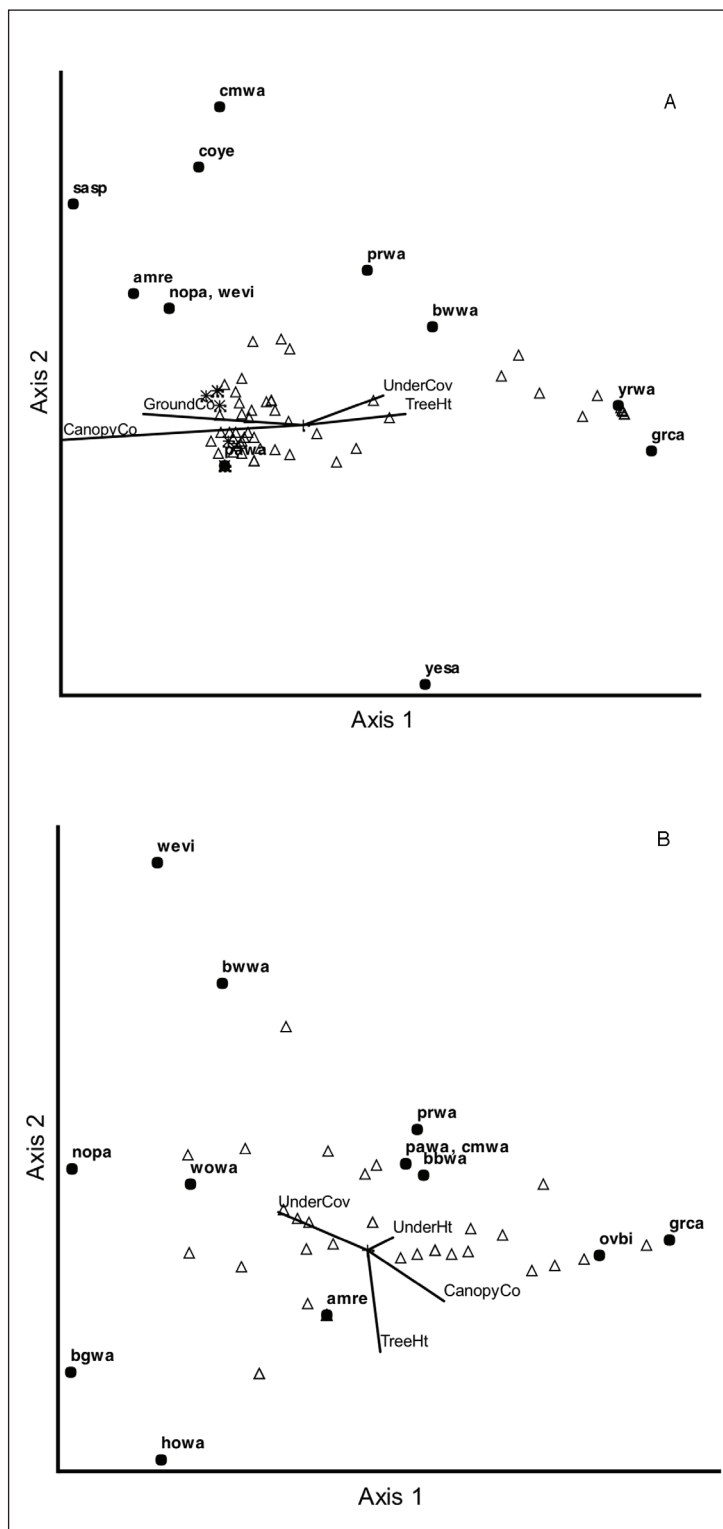 A
cmwa
coye
sasp
prwa
amre
nopa, wevi
bwwa
UnderCov
yrwa
GroundCo
TreeHt
CanopyCo
grca
pawa
yesa
Axis 2
Axis 1
B
wevi
bwwa
prwa
pawa, cmwa
nopa
bbwa
wowa
UnderCov
UnderHt
grca
ovbi
CanopyCo
amre
TreeHt
bgwa
howa
Axis 2
Axis 1